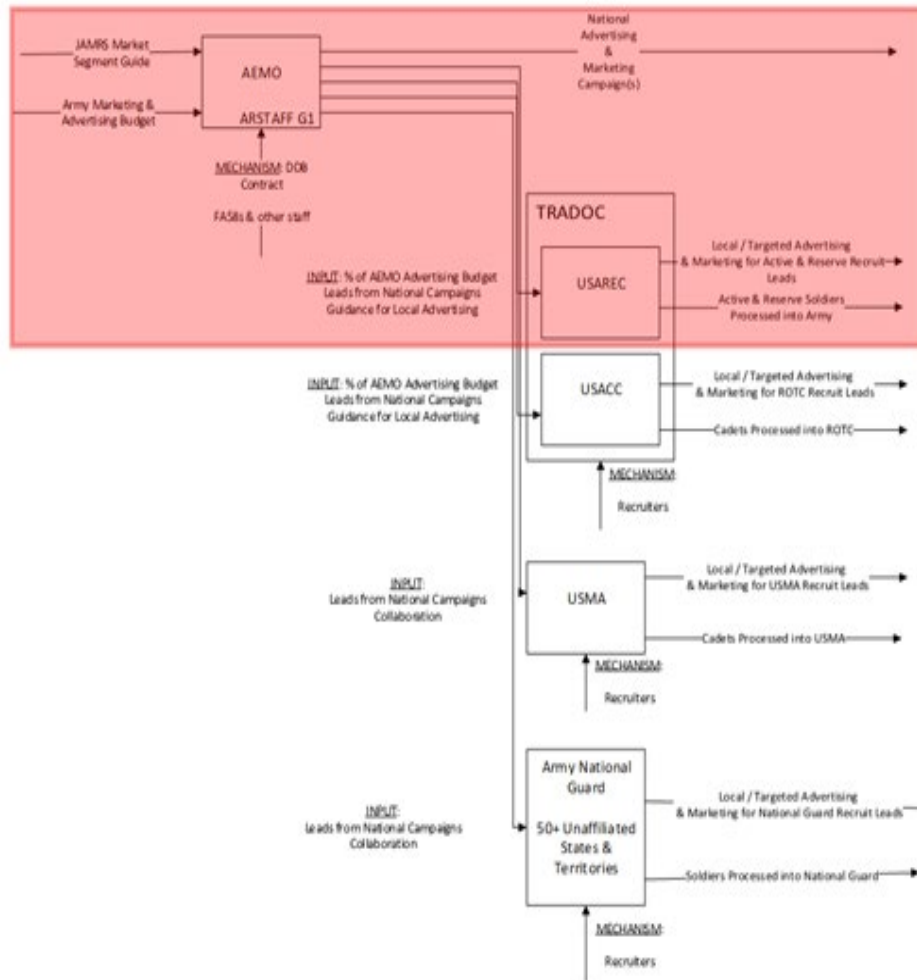 JAMRS Market
Segment Guide
Army Marketing &
Advertising Budget
AEMO
ARSTAFF G1
National
Advertising
&
Marketing
Campaign(s)
MECHANISM: DDB
Contract
FA58s & other staff
TRADOC
INPUT: % of AEMO Advertising Budget
Leads from National Campaigns
Guidance for Local Advertising
USAREC
Local / Targeted Advertising
& Marketing for Active & Reserve Recruit
Leads
Active & Reserve Soldiers
Processed into Army
INPUT: % of AEMO Advertising Budget
Leads from National Campaigns
Guidance for Local Advertising
USACC
Local / Targeted Advertising
& Marketing for ROTC Recruit Leads
Cadets Processed into ROTC
MECHANISM:
Recruiters
INPUT:
Leads from National Campaigns
Collaboration
USMA
Local / Targeted Advertising
& Marketing for USMA Recruit Leads
Cadets Processed into USMA
MECHANISM:
Recruiters
INPUT:
Leads from National Campaigns
Collaboration
Army National
Guard
50+ Unaffiliated
States &
Territories
Local / Targeted Advertising
& Marketing for National Guard Recruit Leads
Soldiers Processed into National Guard
MECHANISM:
Recruiters